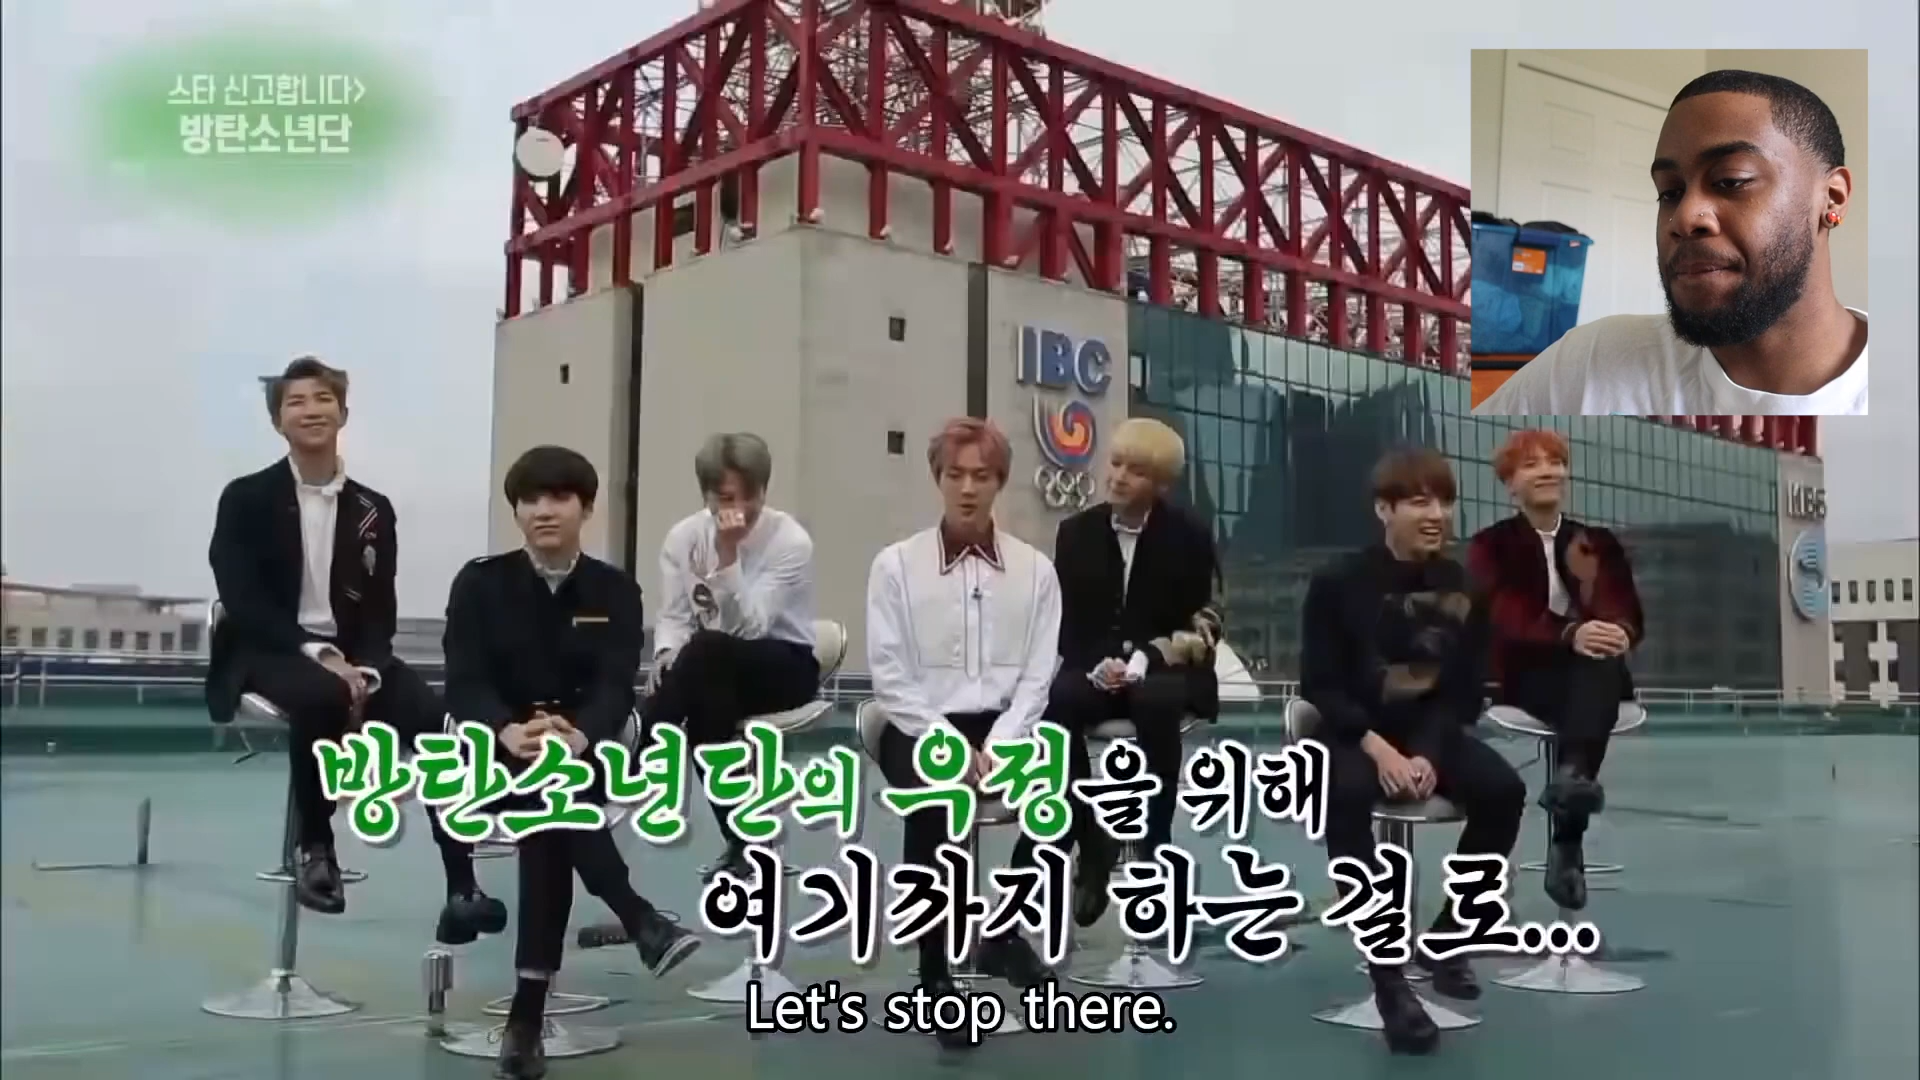 스타 신고합니다>
방탄소년단
IBC
KBS
방탄소년단의 우정을 위해
여기까지 하는 걸로...
Let's stop there.